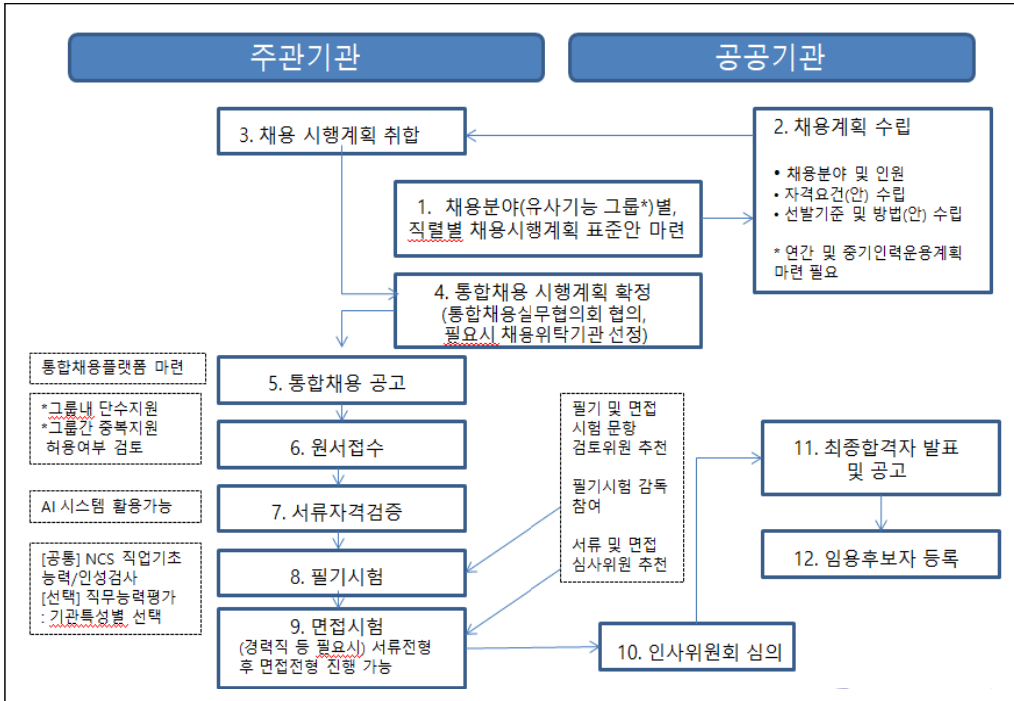 주관기관
공공기관
3. 채용 시행계획 취합
2. 채용계획 수립
• 채용분야 및 인원
• 자격요건(안) 수립
• 선발기준 및 방법(안) 수립
* 연간 및 중기인력운용계획
마련 필요
1. 채용분야(유사기능 그룹*)별,
직렬별 채용시행계획 표준안 마련
4. 통합채용 시행계획 확정
(통합채용실무협의회 협의,
필요시 채용위탁기관 선정)
통합채용플랫폼 마련
5. 통합채용 공고
*그룹내 단수지원
*그룹간 중복지원
허용여부 검토
6. 원서접수
AI 시스템 활용가능
7. 서류자격검증
[공통] NCS 직업기초
능력/인성검사
[선택] 직무능력평가
: 기관특성별 선택
8. 필기시험
9. 면접시험
(경력직 등 필요시) 서류전형
후 면접전형 진행 가능
필기 및 면접
시험 문항
검토위원 추천
필기시험 감독
참여
서류 및 면접
심사위원 추천
10. 인사위원회 심의
11. 최종합격자 발표
및 공고
12. 임용후보자 등록